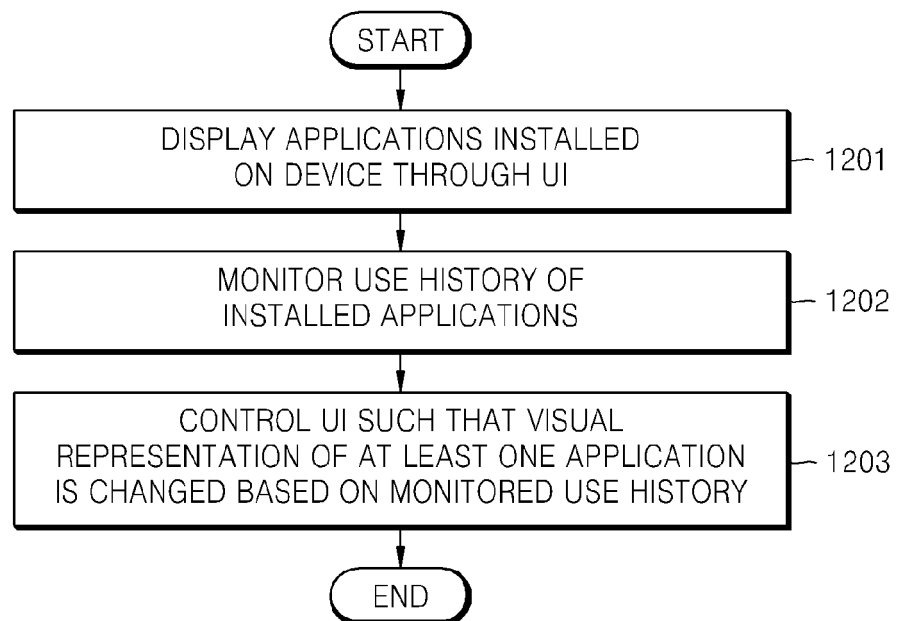 START
DISPLAY APPLICATIONS INSTALLED
ON DEVICE THROUGH UI
1201
MONITOR USE HISTORY OF
INSTALLED APPLICATIONS
1202
CONTROL UI SUCH THAT VISUAL
REPRESENTATION OF AT LEAST ONE APPLICATION
IS CHANGED BASED ON MONITORED USE HISTORY
1203
END